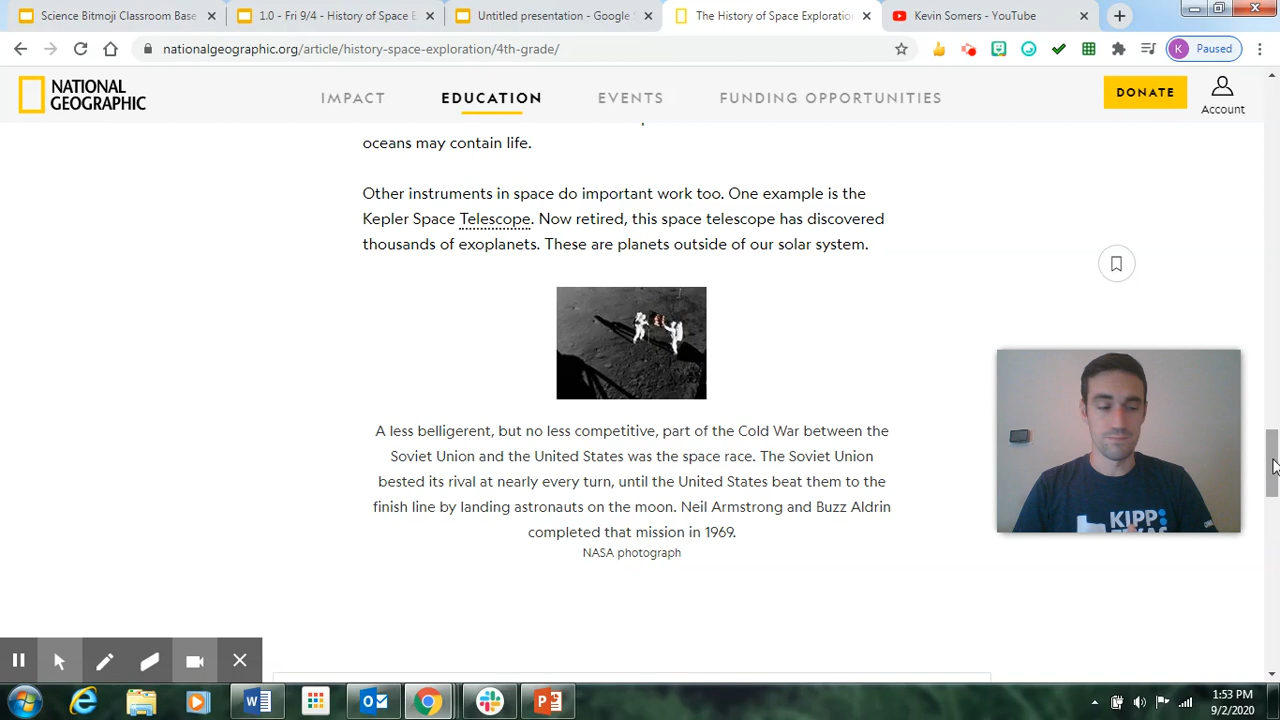 Science Bitmoji Classroom Base
1.0 - Fri 9/4 - History of Space E
Untitled presentation - Google
The History of Space Exploratio
Kevin Somers - YouTube
nationalgeographic.org/article/history-space-exploration/4th-grade/
K Paused
NATIONAL
GEOGRAPHIC
IMPACT
EDUCATION
EVENTS
FUNDING OPPORTUNITIES
DONATE
Account
oceans may contain life.
Other instruments in space do important work too. One example is the
Kepler Space Telescope. Now retired, this space telescope has discovered
thousands of exoplanets. These are planets outside of our solar system.
A less belligerent, but no less competitive, part of the Cold War between the
Soviet Union and the United States was the space race. The Soviet Union
bested its rival at nearly every turn, until the United States beat them to the
finish line by landing astronauts on the moon. Neil Armstrong and Buzz Aldrin
completed that mission in 1969.
NASA photograph
KIPP:
TEXAS
1:53 PM
9/2/2020